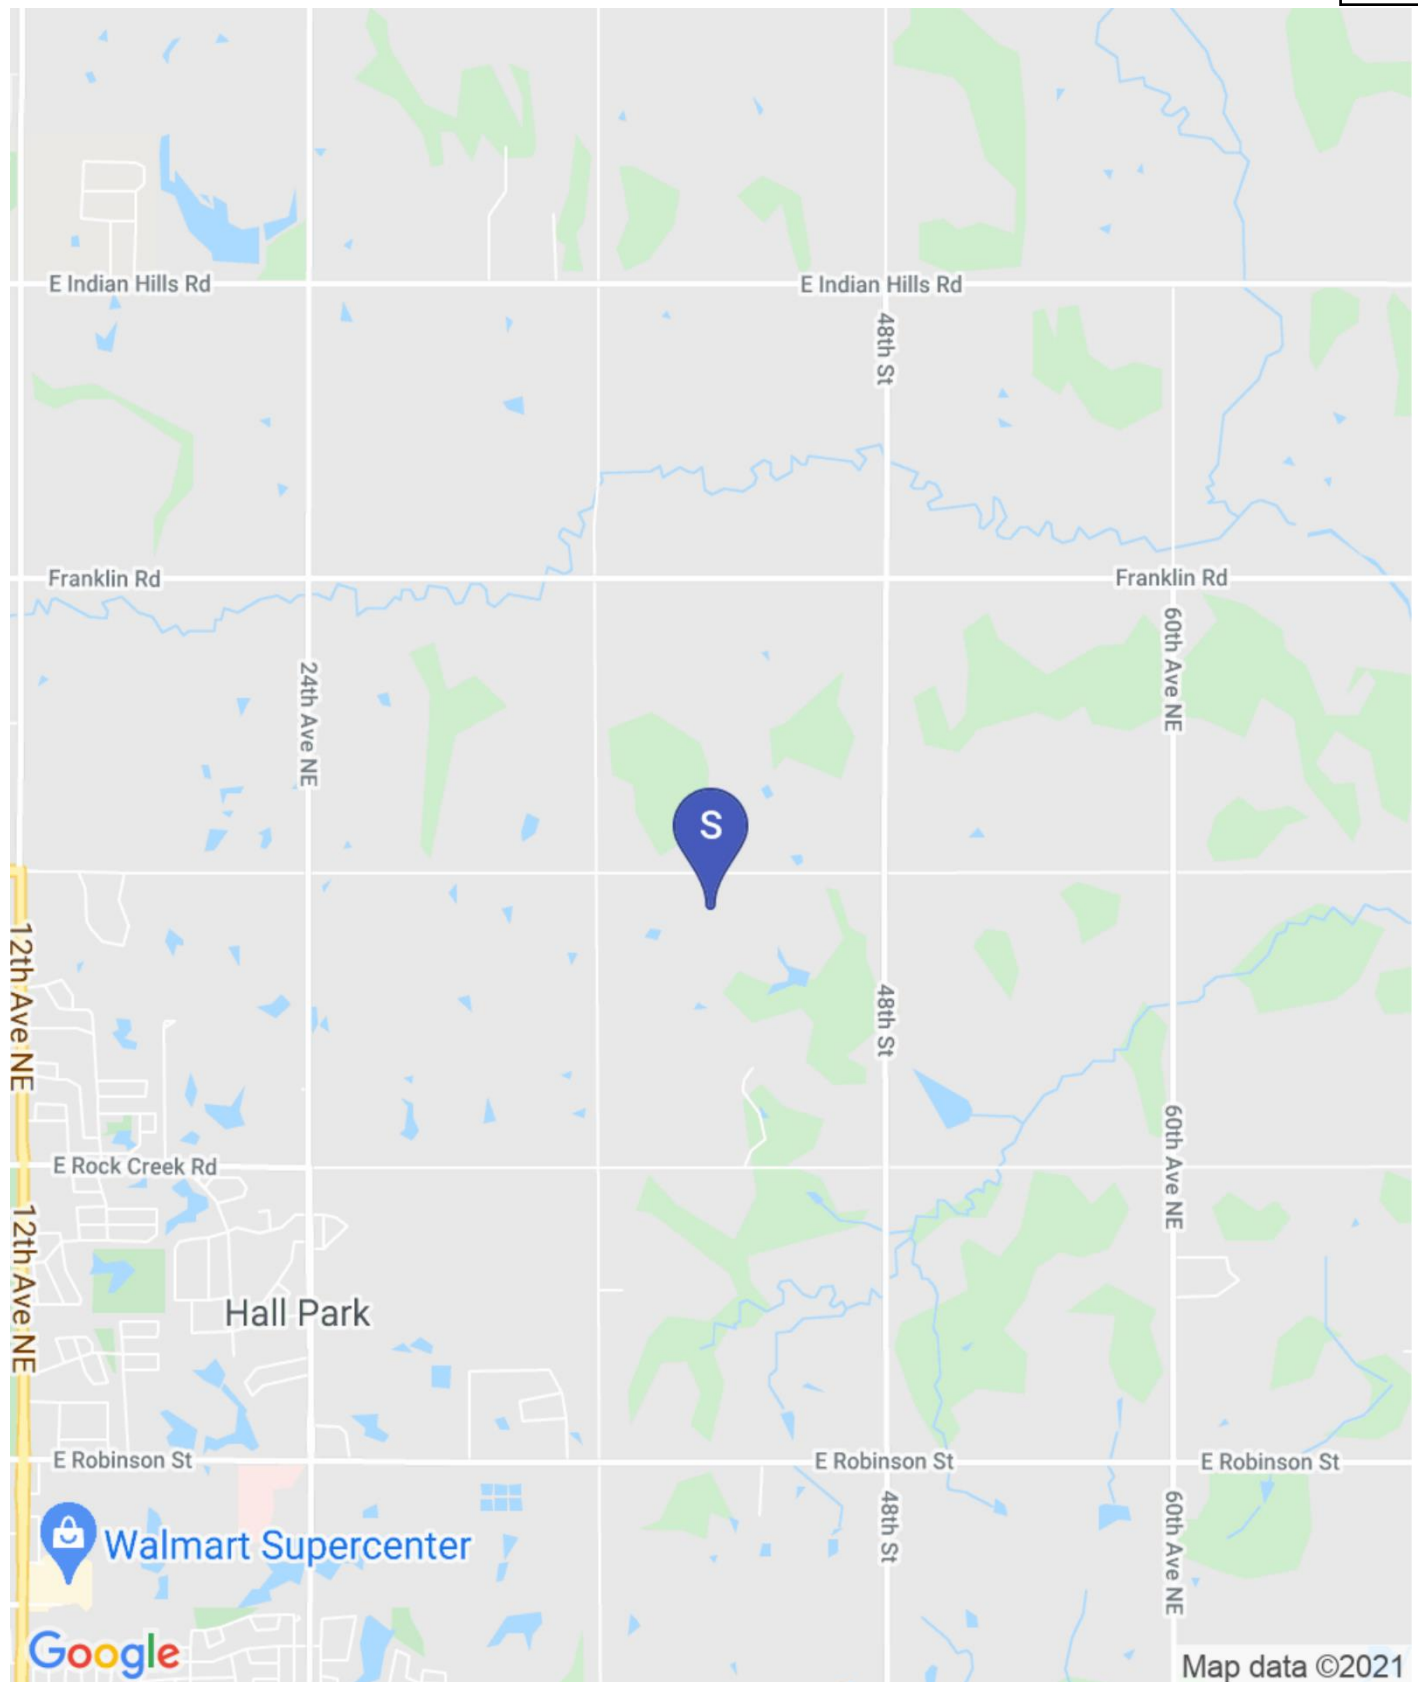 E Indian Hills Rd
E Indian Hills Rd
48th St
Franklin Rd
Franklin Rd
60th Ave NE
24th Ave NE
S
12th Ave NE
48th St
60th Ave NE
E Rock Creek Rd
12th Ave NE
Hall Park
E Robinson St
E Robinson St
E Robinson St
48th St
60th Ave NE
Walmart Supercenter
Google
Map data ©2021